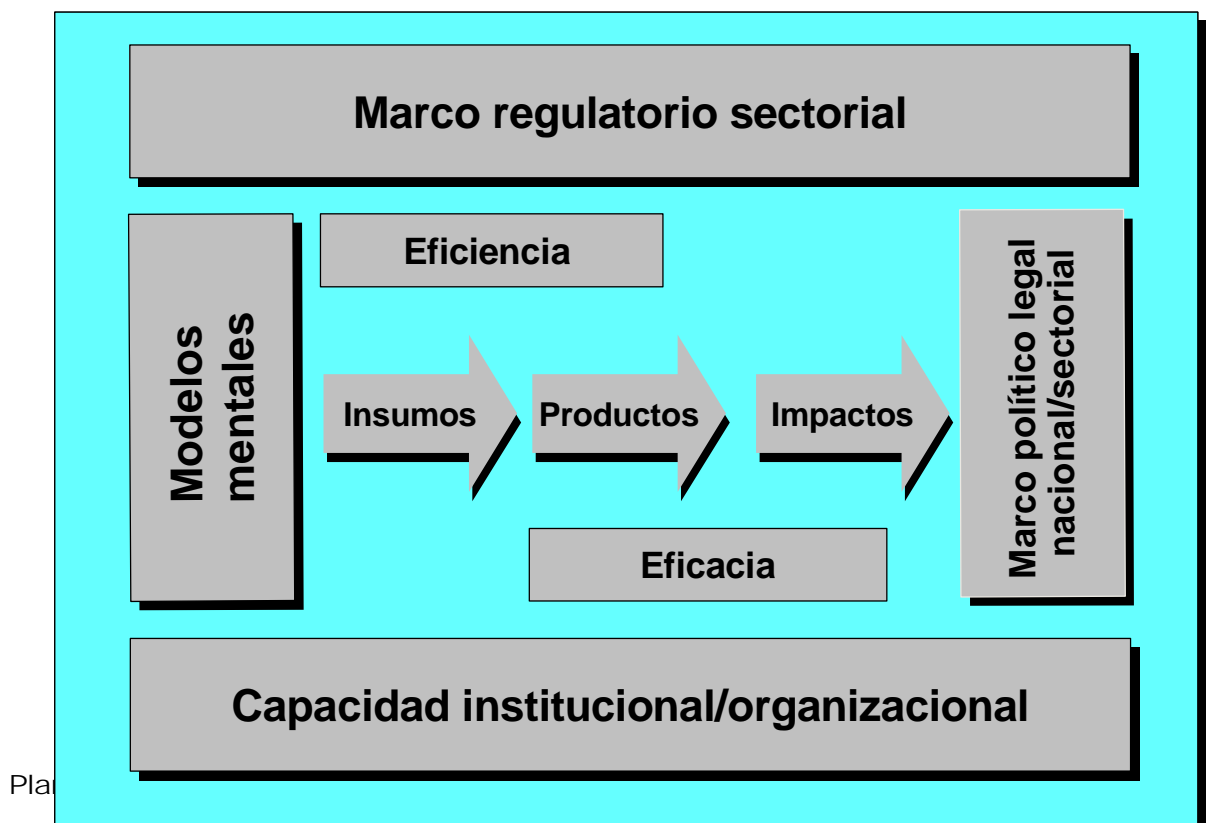 Marco regulatorio sectorial
Modelos
mentales
Eficiencia
Insumos
Productos
Impactos
Eficacia
Marco político legal
nacional/sectorial
Capacidad institucional/organizacional